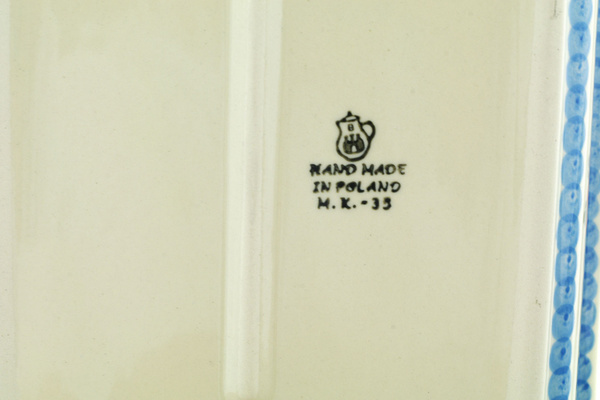 B
HAND MADE
IN POLAND
M. K. - 35